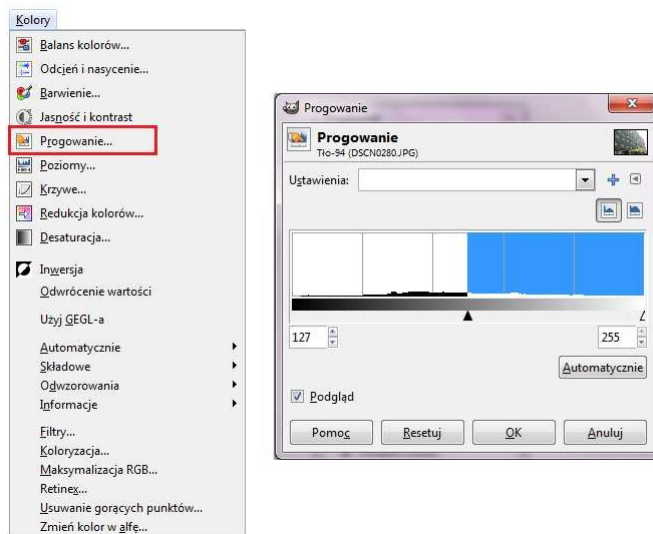 Kolory
Balans kolorów...
Odcień i nasycenie...
Barwienie...
Jasność i kontrast
Progowanie...
Poziomy...
Krzywe...
Redukcja kolorów...
Desaturacja...
Inwersja
Odwrócenie wartości
Użyj GEGL-a
Automatycznie
Składowe
Odwzorowania
Informacje
Filtry...
Koloryzacja...
Maksymalizacja RGB...
Retinex...
Usuwanie gorących punktów...
Zmień kolor w alfę...
Progowanie
Progowanie
Tło-94 (DSCN0280.JPG)
Ustawienia:
127
255
Automatycznie
Podgląd
Pomoc
Resetuj
OK
Anuluj